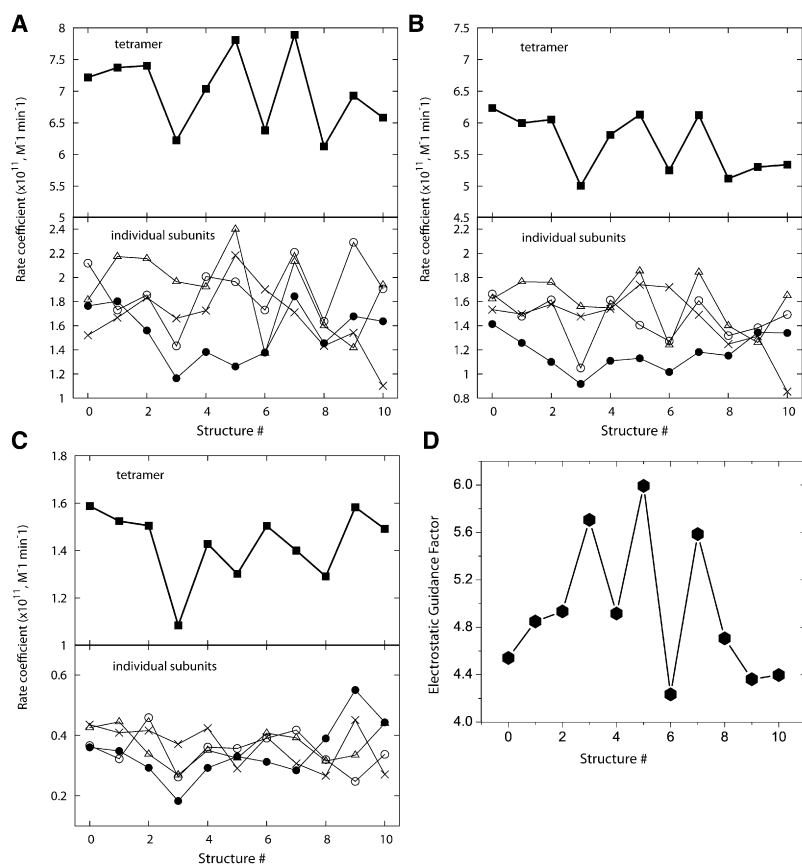 A
8
tetramer
7.5
7
6.5
6
5.5
5
Rate coefficient (x10^11, M^-1 min^-1)
individual subunits
2.4
2.2
2
1.8
1.6
1.4
1.2
1
0 2 4 6 8 10
Structure #
B
7.5
tetramer
7
6.5
6
5.5
5
4.5
Rate coefficient (x10^11, M^-1 min^-1)
individual subunits
2.2
2
1.8
1.6
1.4
1.2
1
0.8
0 2 4 6 8 10
Structure #
C
1.8
tetramer
1.6
1.4
1.2
1
Rate coefficient (x10^11, M^-1 min^-1)
individual subunits
0.6
0.4
0.2
0 2 4 6 8 10
Structure #
D
6.0
5.6
5.2
4.8
4.4
4.0
Electrostatic Guidance Factor
0 2 4 6 8 10
Structure #